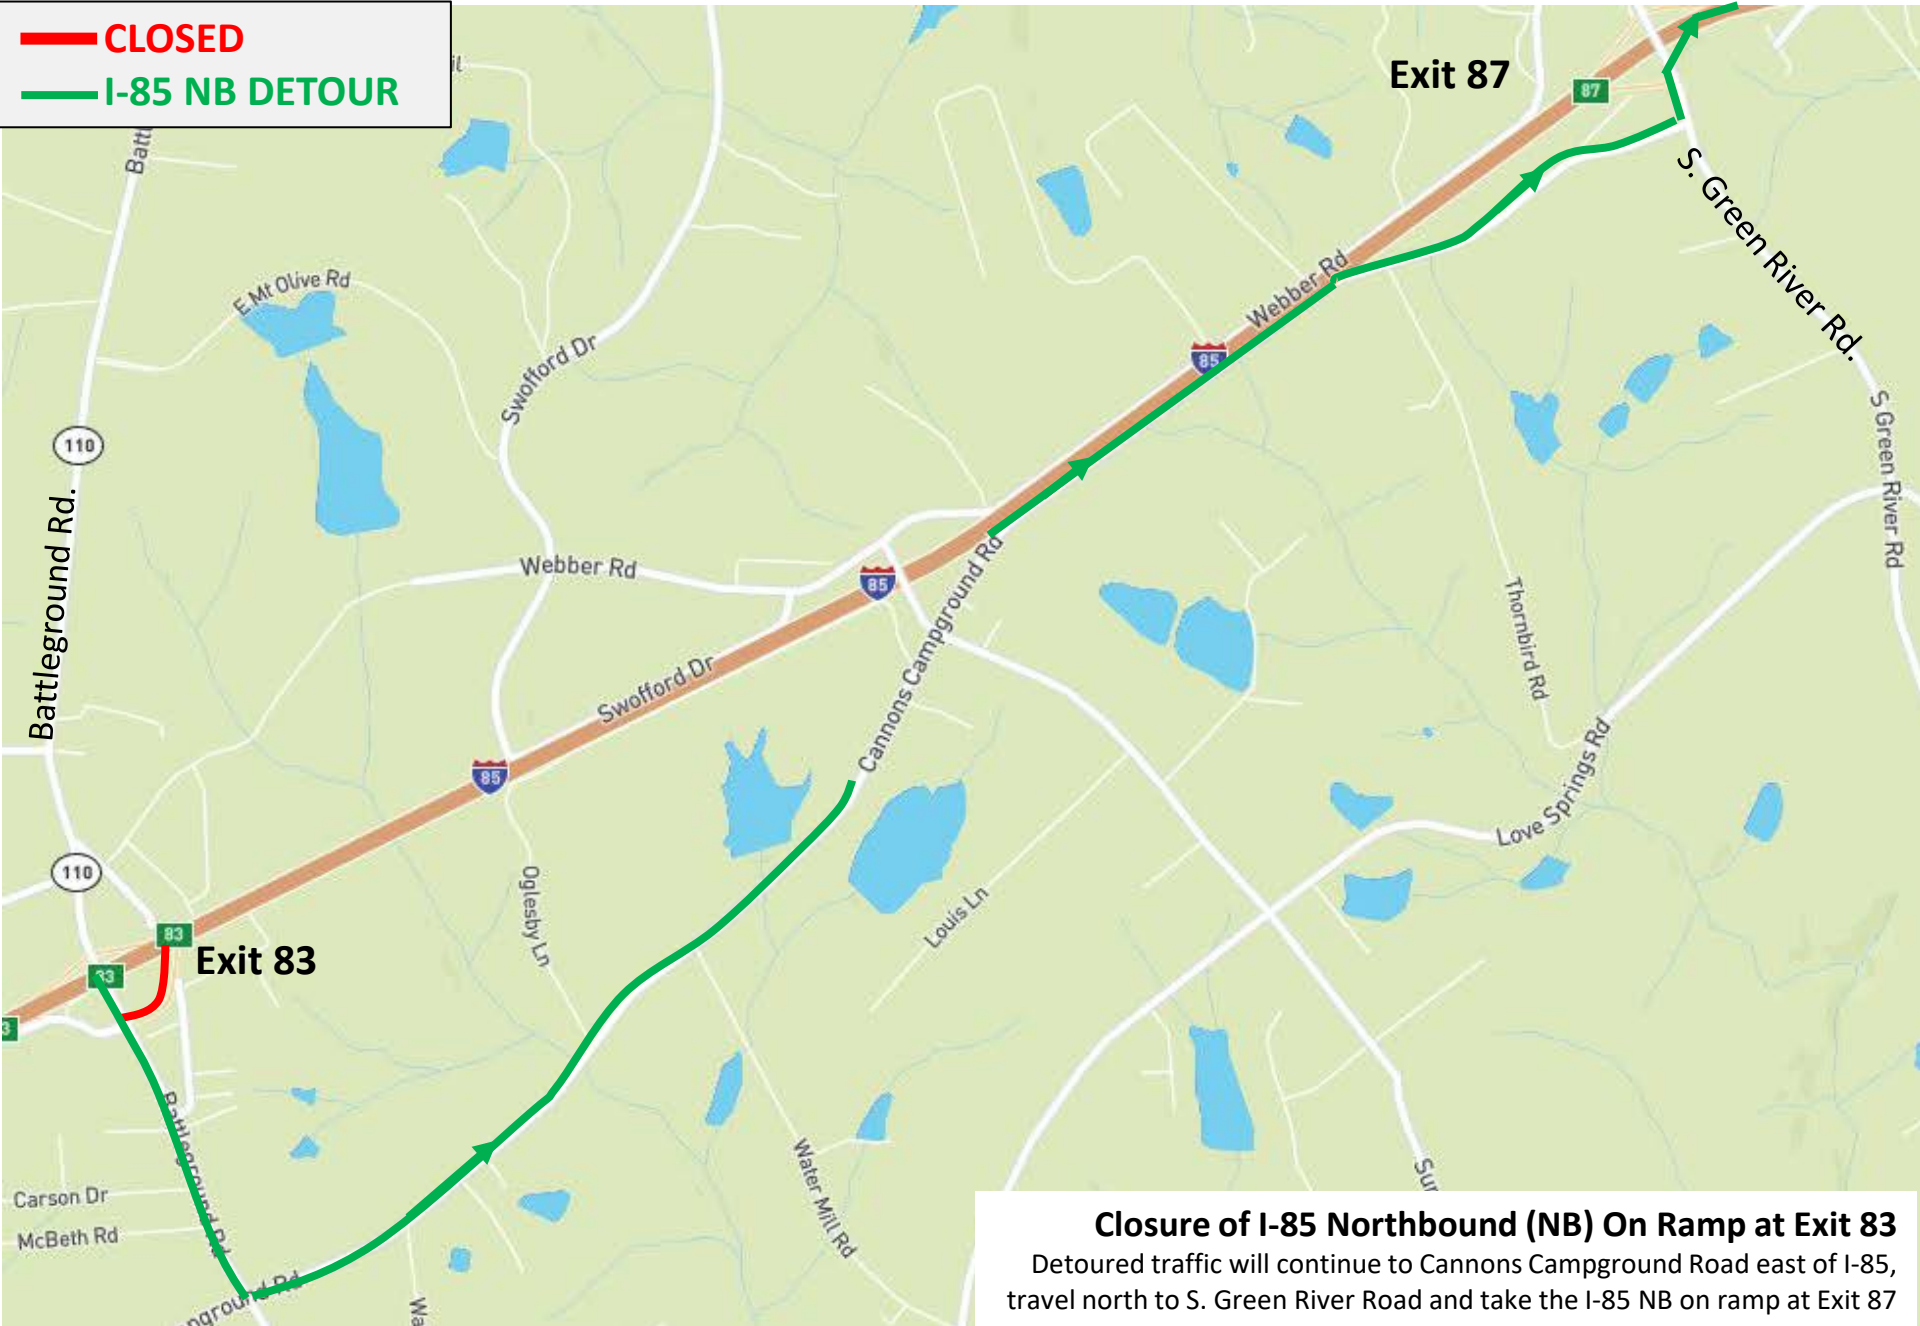 CLOSED
I-85 NB DETOUR
Exit 87
87
S. Green River Rd.
S Green River Rd
E Mt Olive Rd
Swofford Dr
Webber Rd
85
110
Battleground Rd.
Webber Rd
85
Cannons Campground Rd
Swofford Dr
85
Thornbird Rd
Love Springs Rd
110
83
Exit 83
Oglesby Ln
Louis Ln
Battleground Rd
Carson Dr
McBeth Rd
Water Mill Rd
Closure of I-85 Northbound (NB) On Ramp at Exit 83
Detoured traffic will continue to Cannons Campground Road east of I-85,
travel north to S. Green River Road and take the I-85 NB on ramp at Exit 87